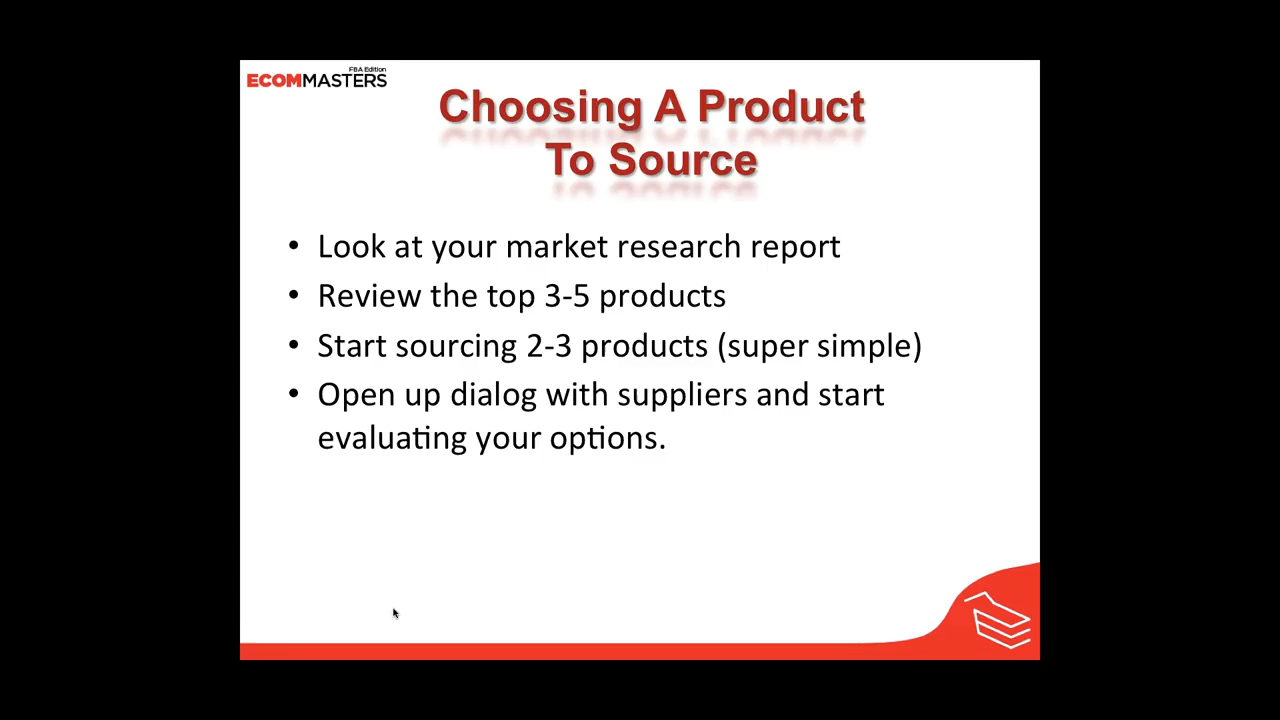 FBA Edition
ECOMMASTERS
Choosing A Product
To Source
• Look at your market research report
• Review the top 3-5 products
• Start sourcing 2-3 products (super simple)
• Open up dialog with suppliers and start
evaluating your options.